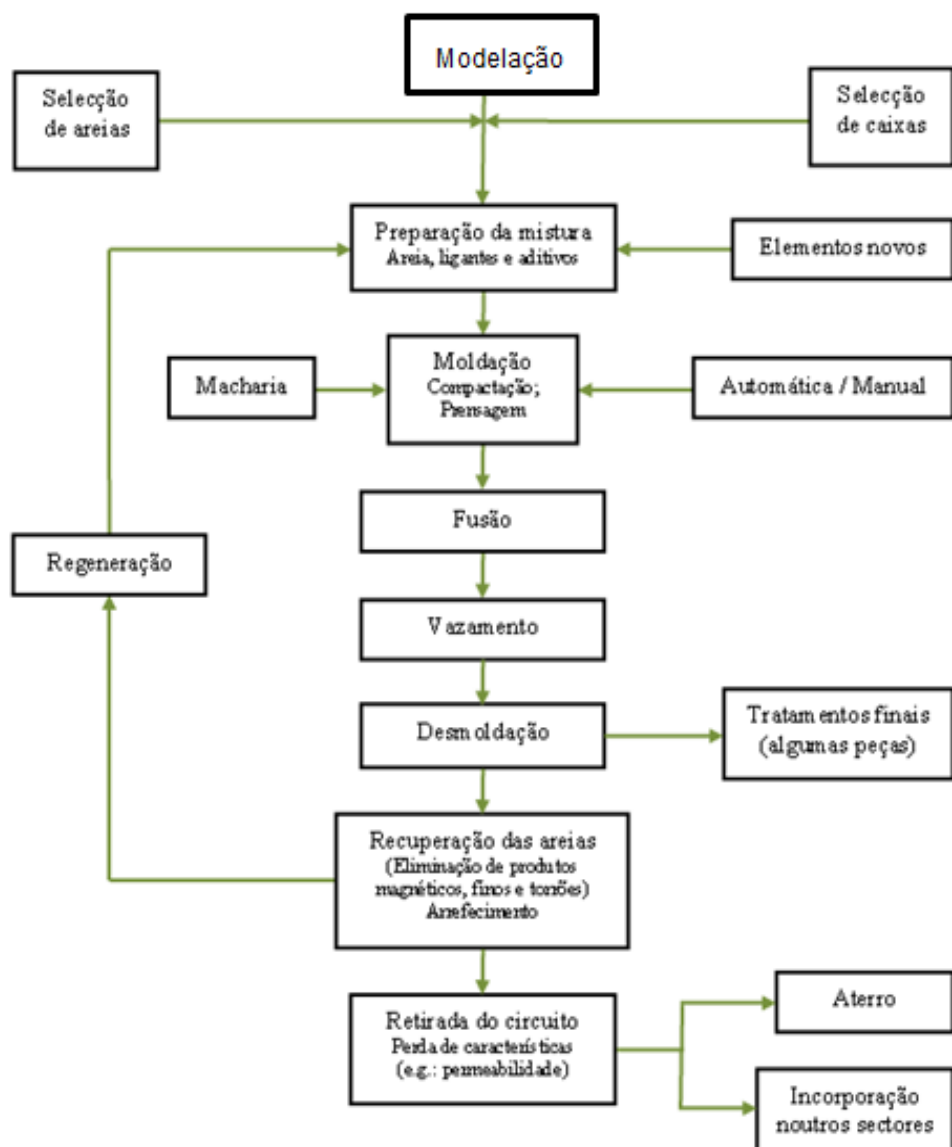 Modelação
Selecção
de areias
Selecção
de caixas
Preparação da mistura
Areia, ligantes e aditivos
Elementos novos
Macharia
Moldação
Compactação;
Prensagem
Automática / Manual
Fusão
Regeneração
Vazamento
Desmoldação
Tratamentos finais
(algumas peças)
Recuperação das areias
(Eliminação de produtos
magnéticos, finos e torrões)
Arrefecimento
Retirada do circuito
Perda de características
(e.g.: permeabilidade)
Aterro
Incorporação
noutros sectores